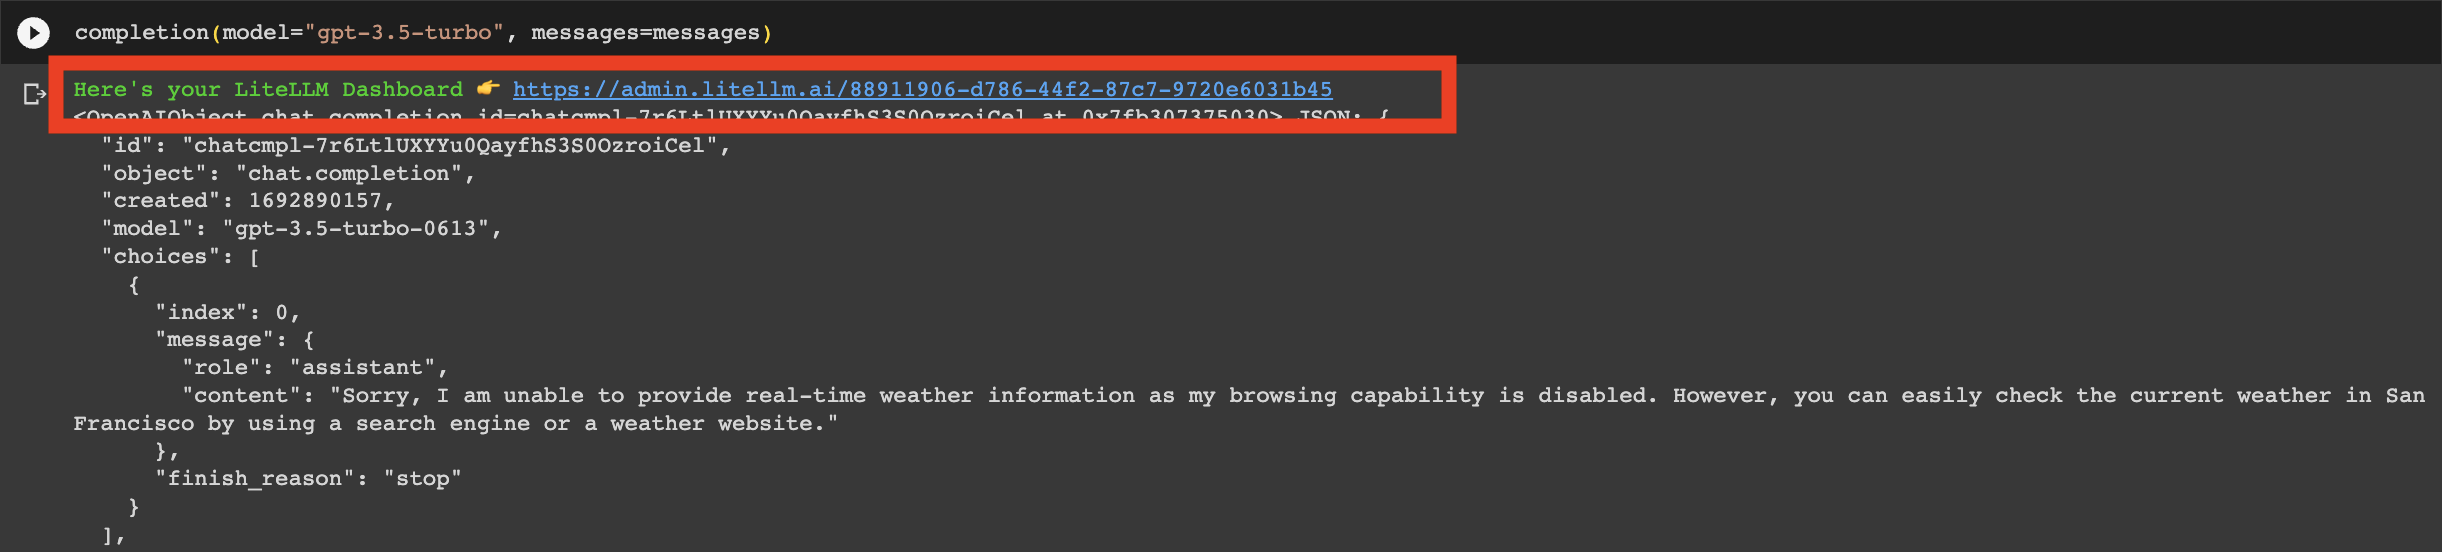 completion(model="gpt-3.5-turbo", messages=messages)
Here's your LiteLLM Dashboard 👉 https://admin.litellm.ai/88911906-d786-44f2-87c7-9720e6031b45
<OpenAIObject chat.completion id=chatcmpl-7r6LtlUXYYu0QayfhS3S0OzroiCel at 0x7fb307375030> JSON: {
"id": "chatcmpl-7r6LtlUXYYu0QayfhS3S0OzroiCel",
"object": "chat.completion",
"created": 1692890157,
"model": "gpt-3.5-turbo-0613",
"choices": [
{
"index": 0,
"message": {
"role": "assistant",
"content": "Sorry, I am unable to provide real-time weather information as my browsing capability is disabled. However, you can easily check the current weather in San
Francisco by using a search engine or a weather website."
},
"finish_reason": "stop"
}
],